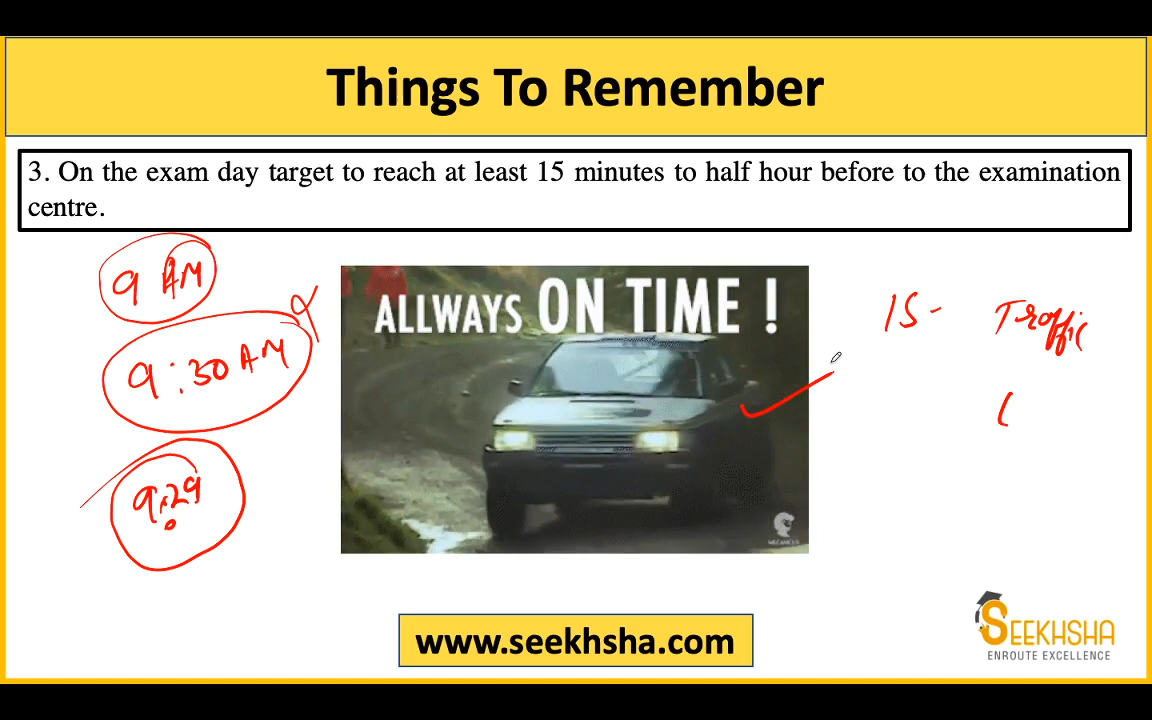 Things To Remember
3. On the exam day target to reach at least 15 minutes to half hour before to the examination
centre.
9 AM
9:30 AM
9:29
ALLWAYS ON TIME !
15- Traffic
MECANICUS
www.seekhsha.com
SEEKHSHA
ENROUTE EXCELLENCE